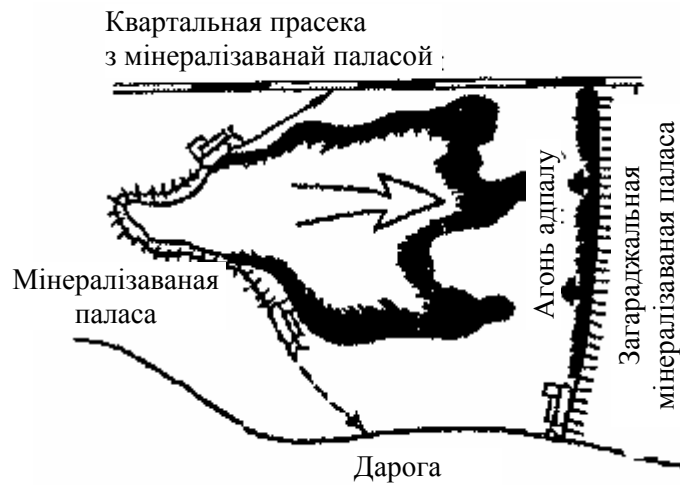 Квартальная прасека
з мінералізаванай паласой
Мінералізаваная
паласа
Агонь адпалу
Загараджальная
мінералізаваная паласа
Дарога